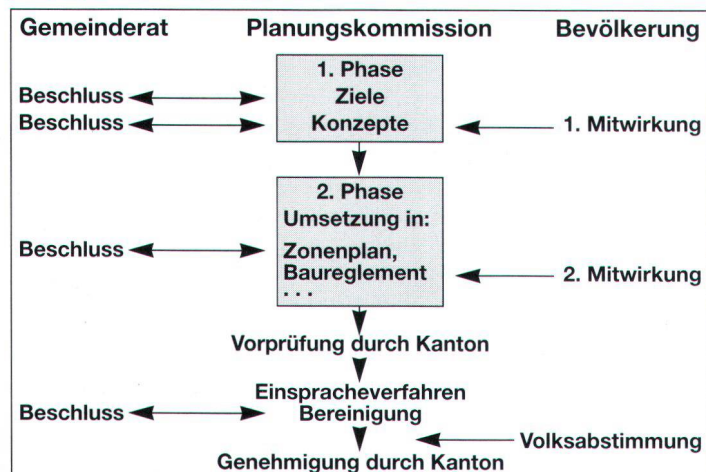 Gemeinderat Planungskommission Bevölkerung
1. Phase
Beschluss Ziele
Beschluss Konzepte 1. Mitwirkung
2. Phase
Umsetzung in:
Beschluss Zonenplan,
Baureglement 2. Mitwirkung
. . .
Vorprüfung durch Kanton
Einspracheverfahren
Beschluss Bereinigung
Volksabstimmung
Genehmigung durch Kanton